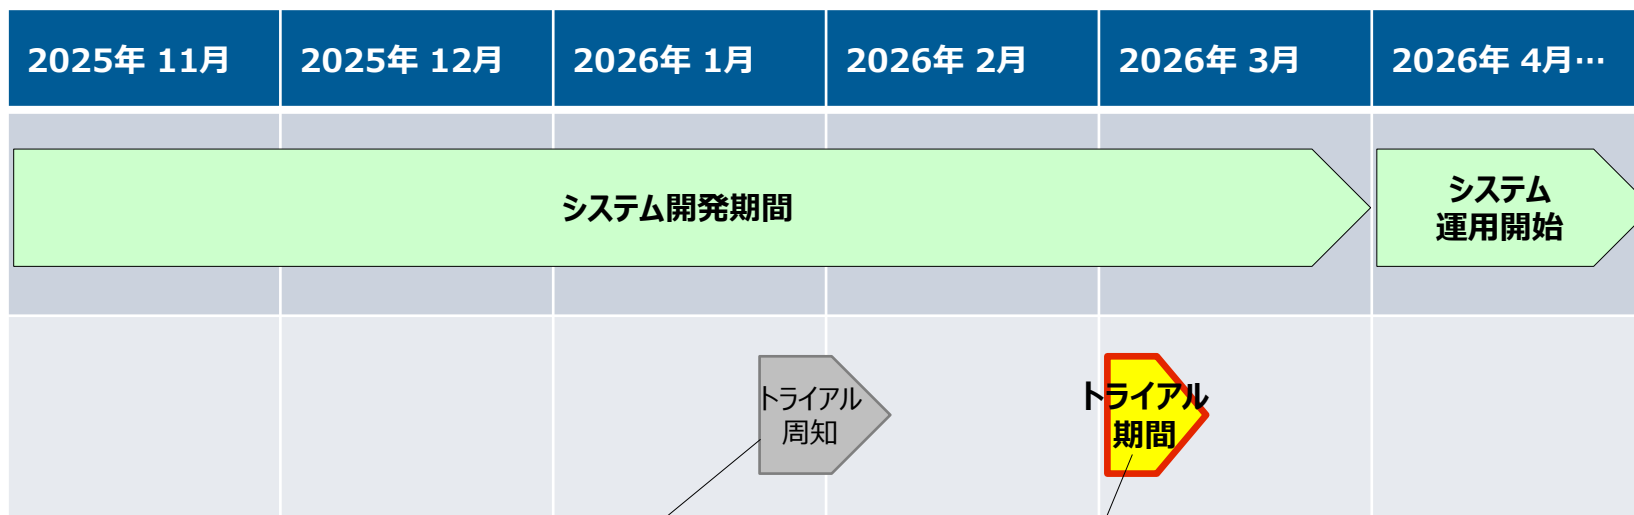 2025年 11月
2025年 12月
2026年 1月
2026年 2月
2026年 3月
2026年 4月…
システム開発期間
システム
運用開始
トライアル
周知
トライアル
期間